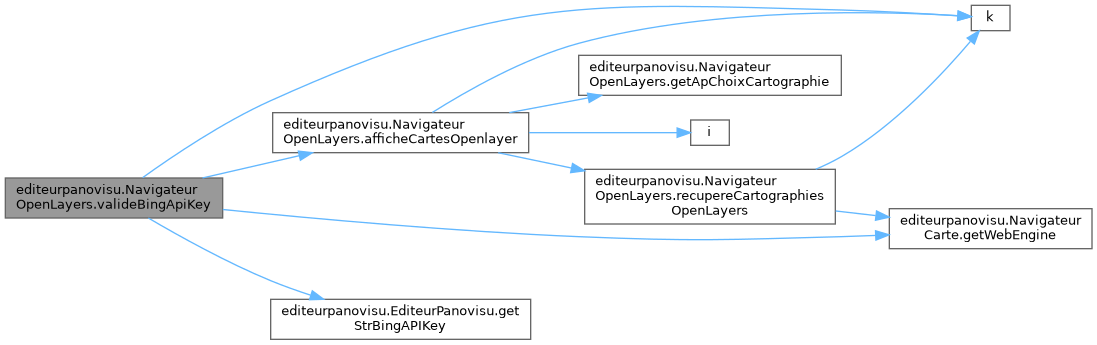 k
editeurpanovisu.Navigateur
OpenLayers.getApChoixCartographie
editeurpanovisu.Navigateur
OpenLayers.afficheCartesOpenlayer
i
editeurpanovisu.Navigateur
OpenLayers.recupereCartographies
OpenLayers
editeurpanovisu.Navigateur
OpenLayers.valideBingApiKey
editeurpanovisu.Navigateur
Carte.getWebEngine
editeurpanovisu.EditeurPanovisu.get
StrBingAPIKey